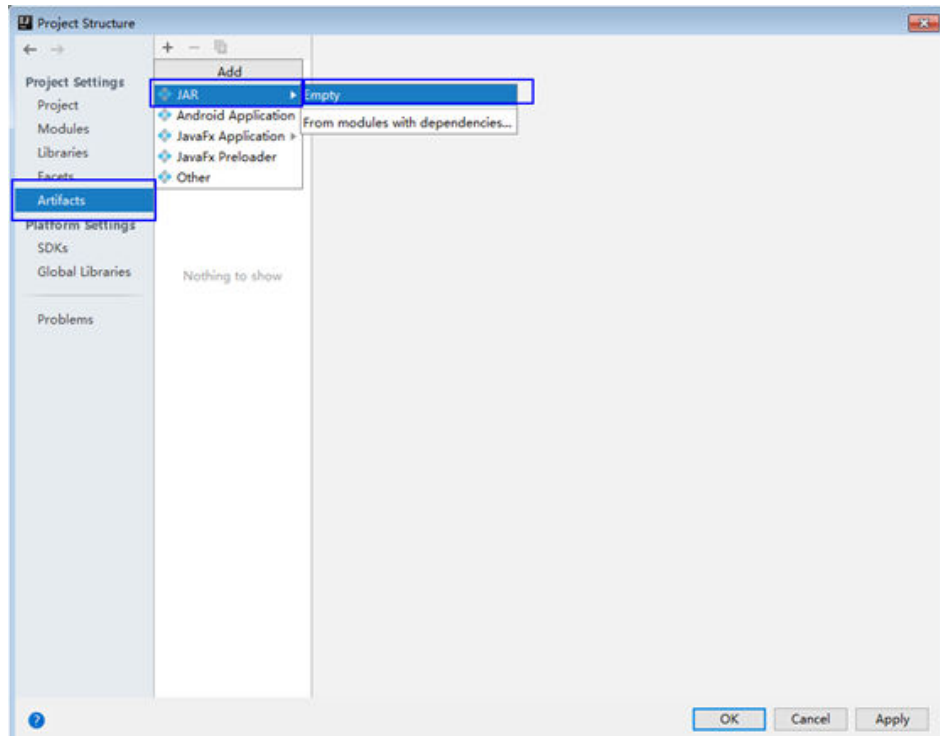 Project Structure
Add
Project Settings
JAR
Empty
Project
Android Application
From modules with dependencies...
Modules
JavaFx Application
Libraries
JavaFx Preloader
Facets
Other
Artifacts
Platform Settings
SDKs
Global Libraries
Nothing to show
Problems
?
OK
Cancel
Apply